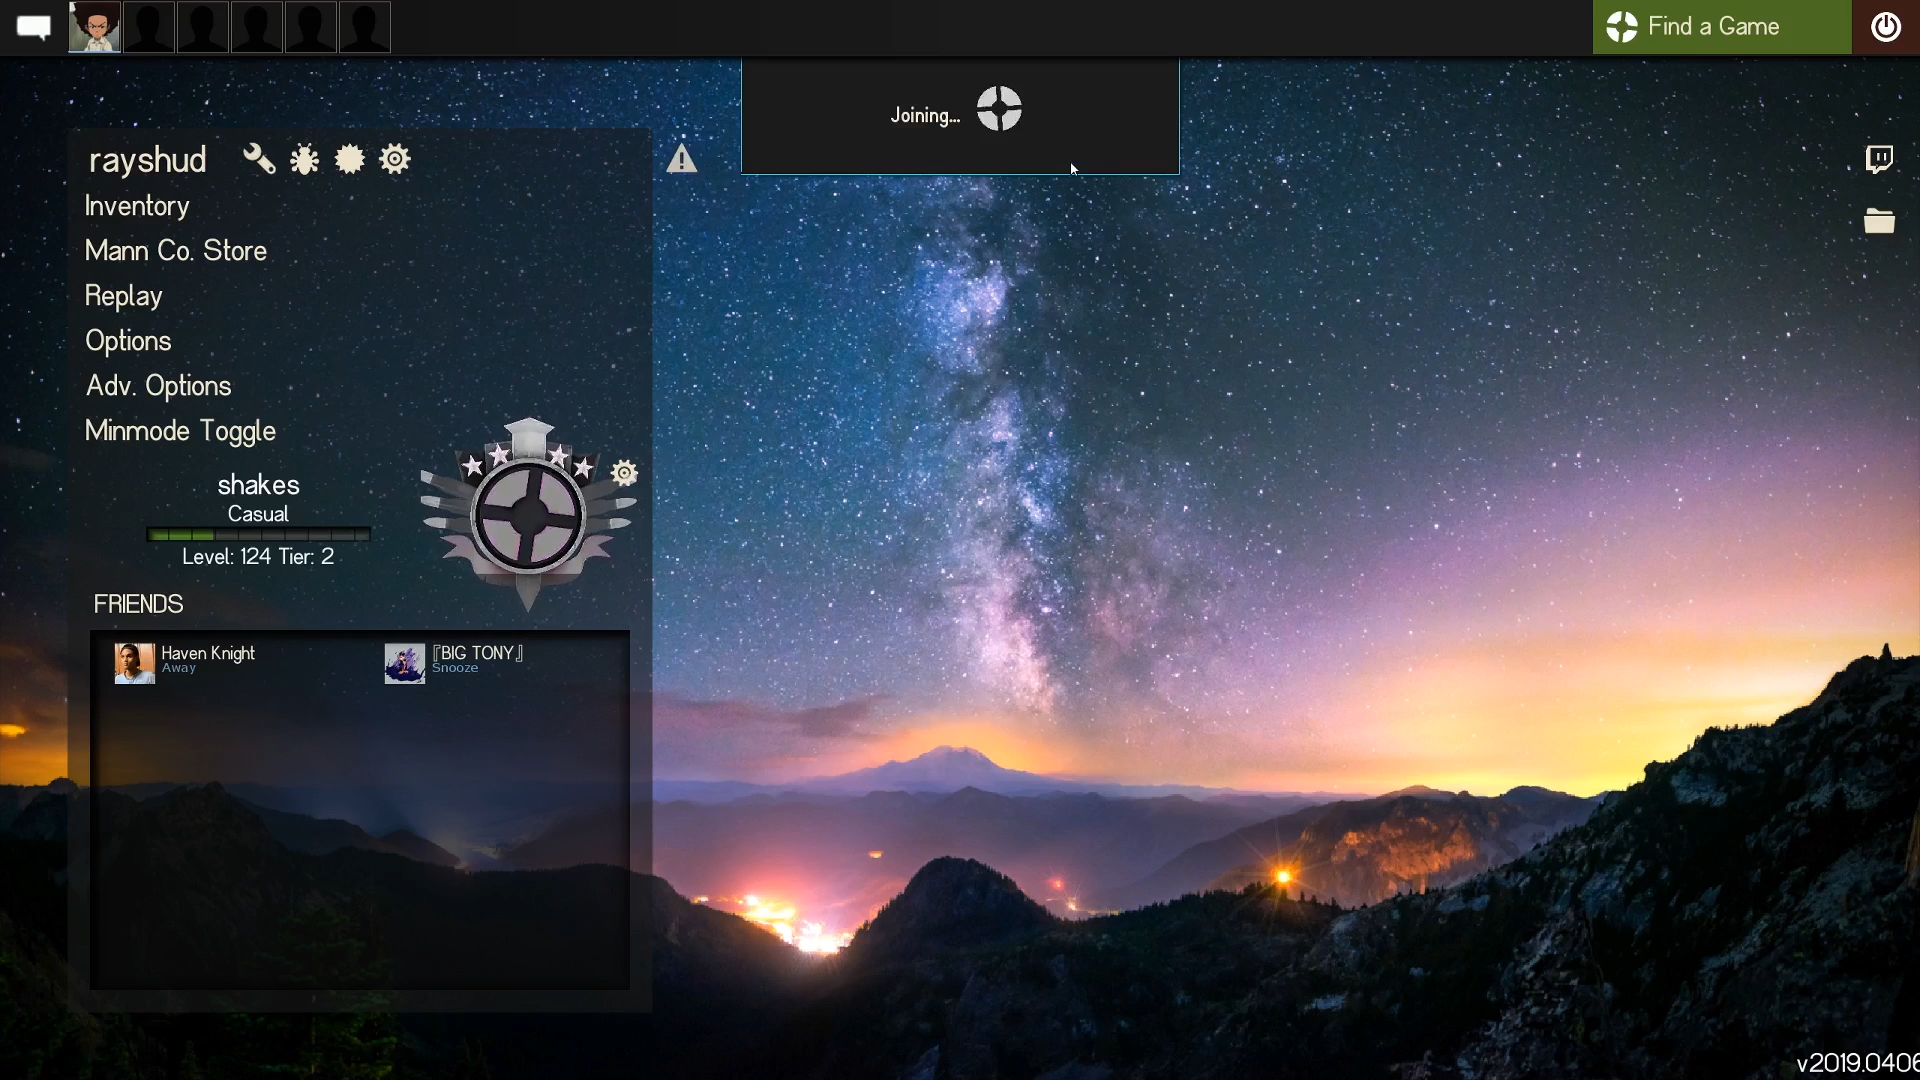 Find a Game
Joining...
rayshud
Inventory
Mann Co. Store
Replay
Options
Adv. Options
Minmode Toggle
shakes
Casual
Level: 124 Tier: 2
FRIENDS
Haven Knight
Away
『BIG TONY』
Snooze
v2019.0406